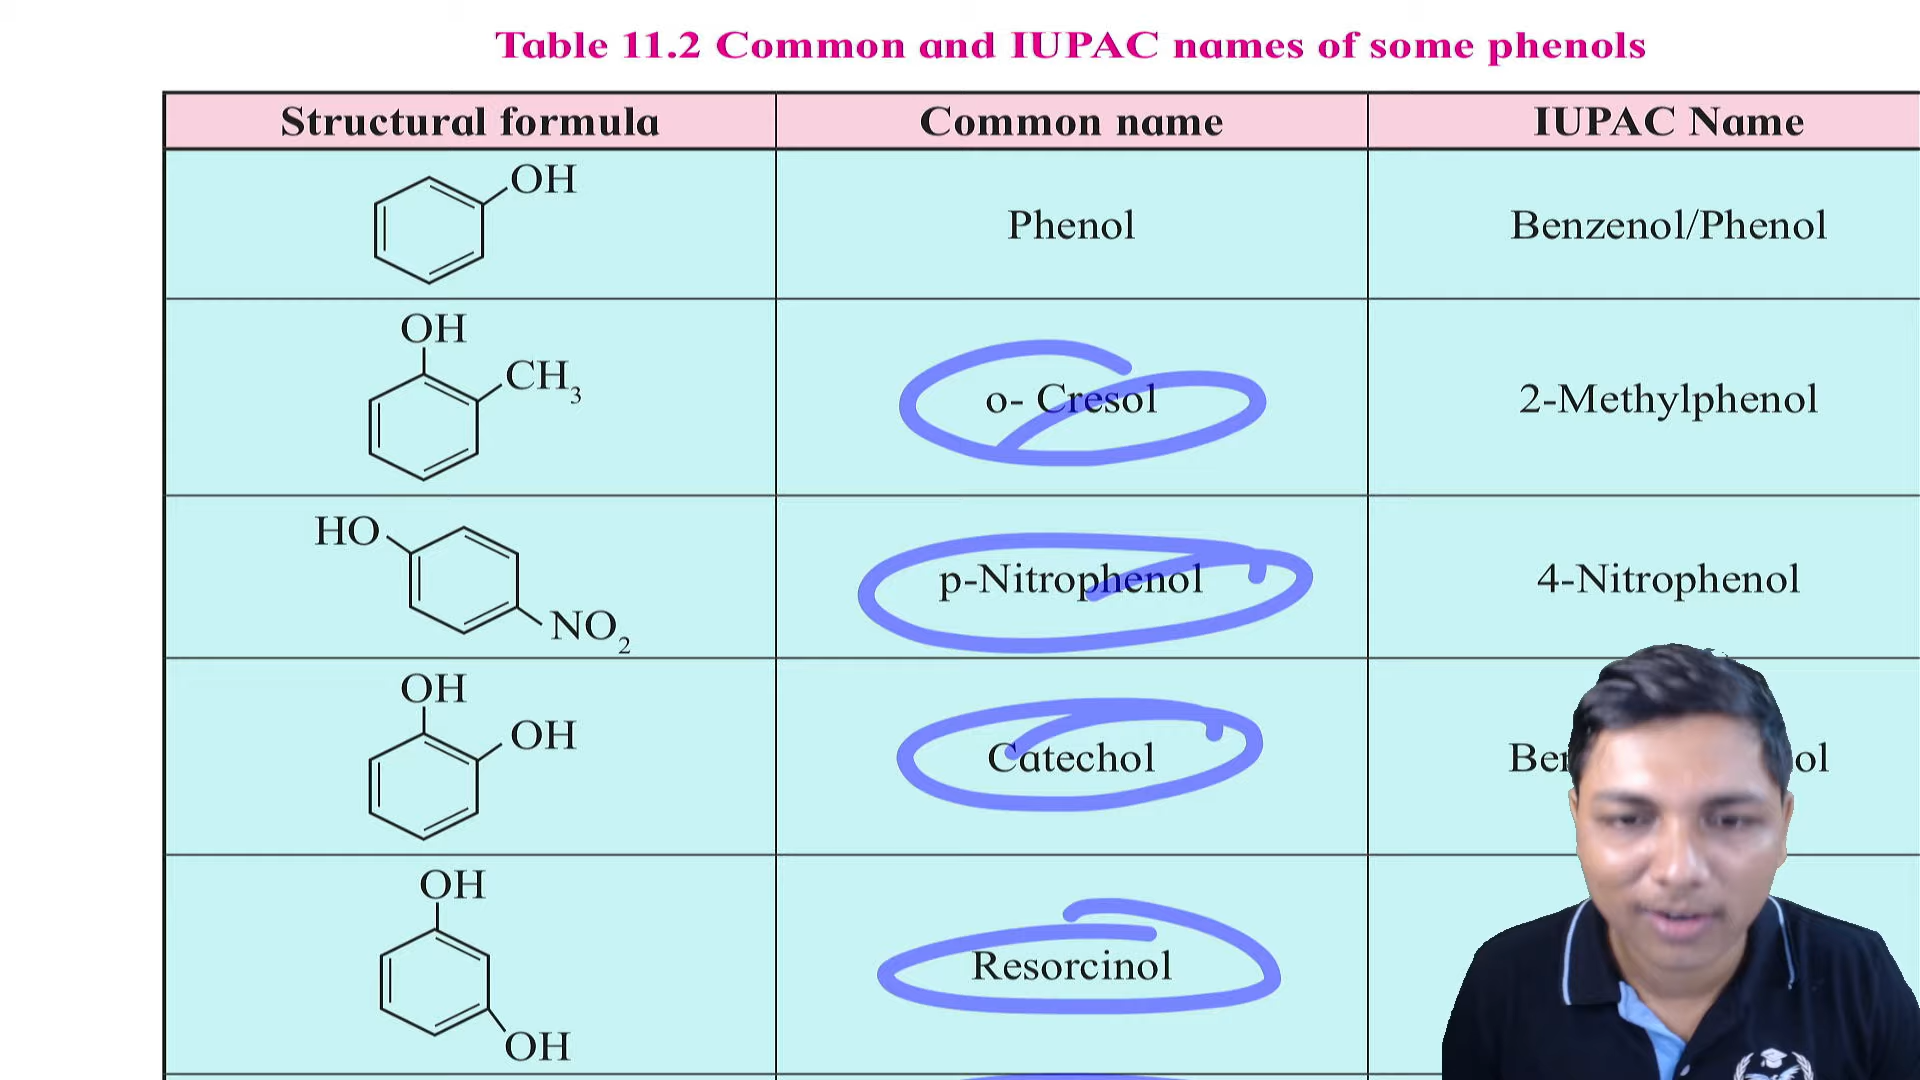 Table 11.2 Common and IUPAC names of some phenols
Structural formula Common name IUPAC Name
OH
Phenol Benzenol/Phenol
OH
CH3
o- Cresol 2-Methylphenol
HO
NO2
p-Nitrophenol 4-Nitrophenol
OH
OH
Catechol
OH
Resorcinol
OH